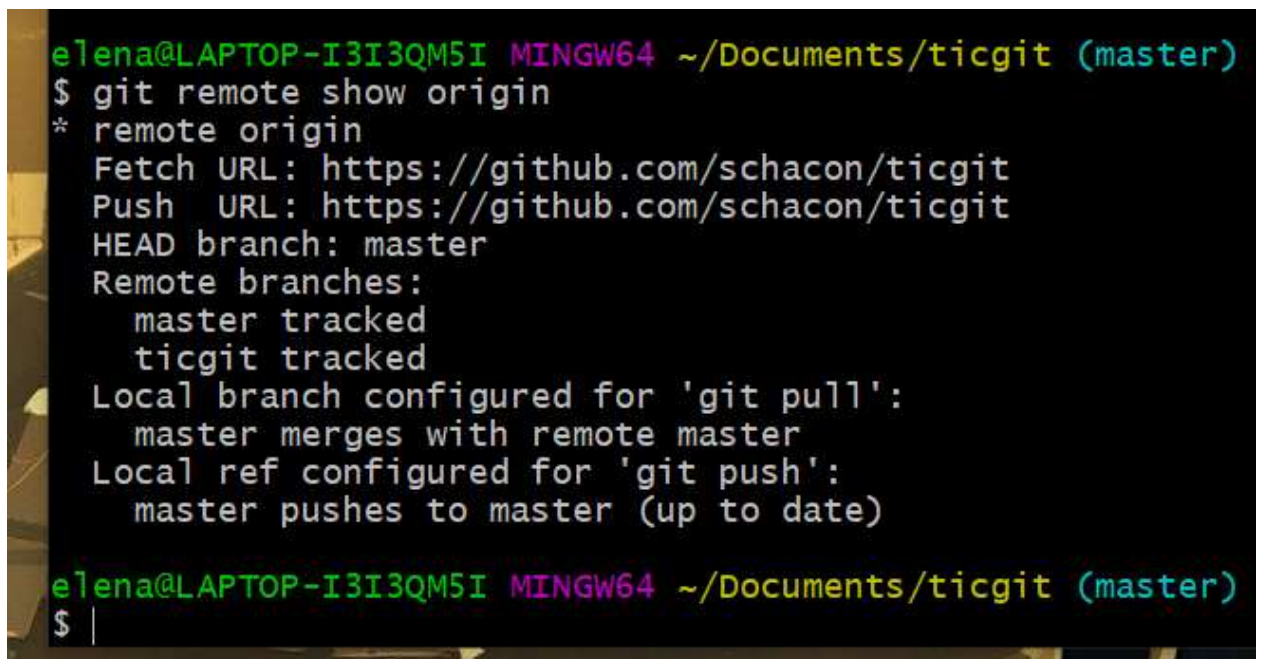 elena@LAPTOP-I3I3QM5I MINGW64 ~/Documents/ticgit (master)
$ git remote show origin
* remote origin
  Fetch URL: https://github.com/schacon/ticgit
  Push  URL: https://github.com/schacon/ticgit
  HEAD branch: master
  Remote branches:
    master tracked
    ticgit tracked
  Local branch configured for 'git pull':
    master merges with remote master
  Local ref configured for 'git push':
    master pushes to master (up to date)
elena@LAPTOP-I3I3QM5I MINGW64 ~/Documents/ticgit (master)
$